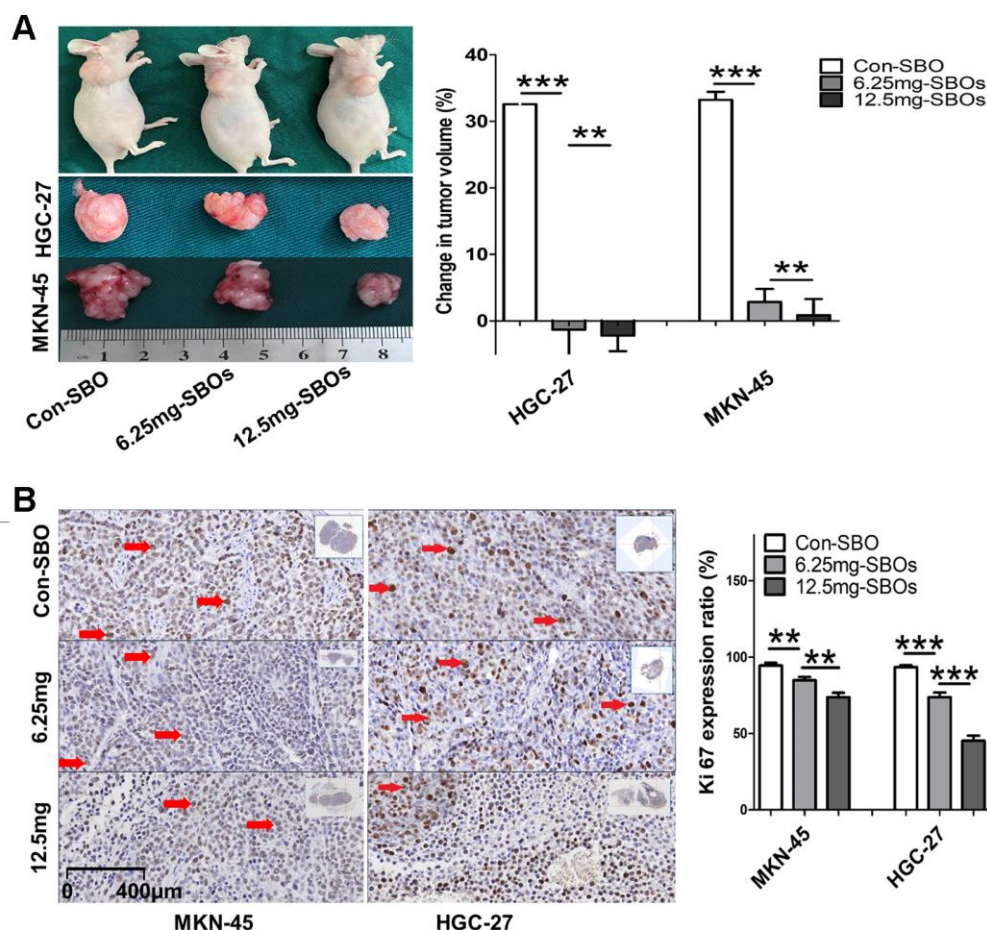 A
HGC-27
MKN-45
1 2 3 4 5 6 7 8
Con-SBO
6.25mg-SBOs
12.5mg-SBOs
Change in tumor volume (%)
40
30
20
10
0
***
**
***
**
Con-SBO
6.25mg-SBOs
12.5mg-SBOs
HGC-27
MKN-45
B
Con-SBO
6.25mg
12.5mg
0 400μm
MKN-45
HGC-27
Ki 67 expression ratio (%)
150
100
50
0
Con-SBO
6.25mg-SBOs
12.5mg-SBOs
**
**
***
***
MKN-45
HGC-27